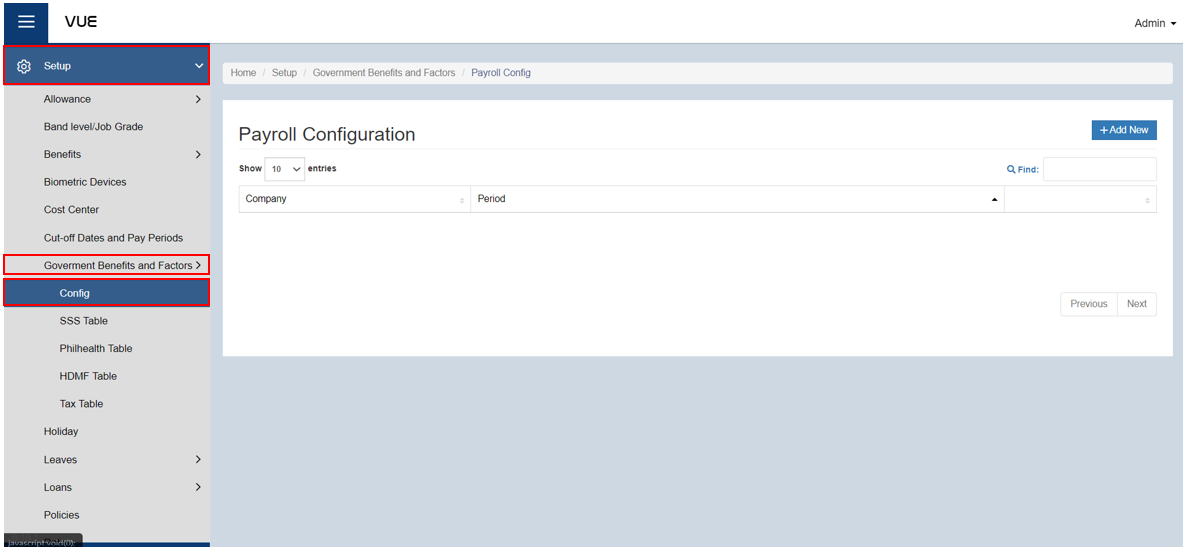 VUE
Admin
Setup
Home / Setup / Government Benefits and Factors / Payroll Config
Allowance
Band level/Job Grade
Benefits
Biometric Devices
Cost Center
Cut-off Dates and Pay Periods
Goverment Benefits and Factors
Config
SSS Table
Philhealth Table
HDMF Table
Tax Table
Holiday
Leaves
Loans
Policies
javascript:void(0);
Payroll Configuration
+ Add New
Show 10 entries
Find:
Company Period
Previous Next